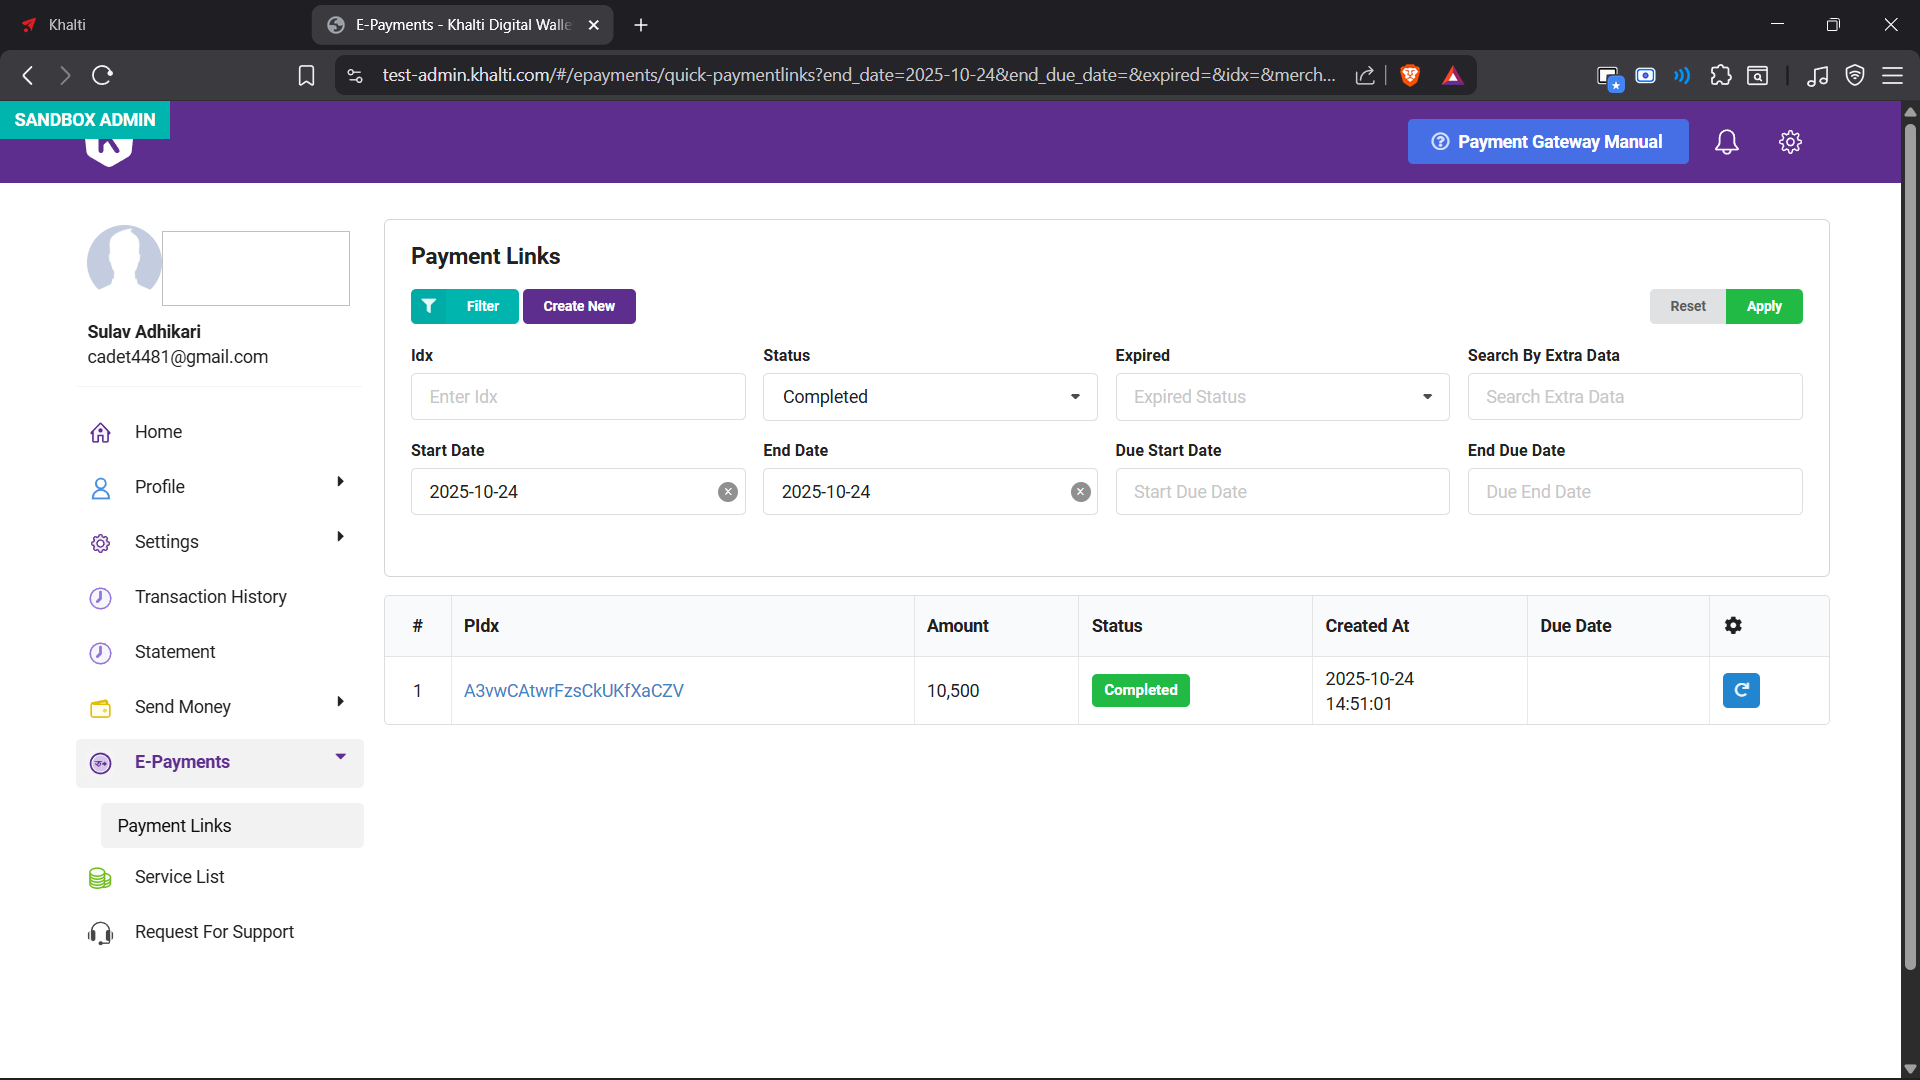 Khalti
E-Payments - Khalti Digital Walle
test-admin.khalti.com/#/epayments/quick-paymentlinks?end_date=2025-10-24&end_due_date=&expired=&idx=&merch...
SANDBOX ADMIN
Payment Gateway Manual
Sulav Adhikari
cadet4481@gmail.com
Home
Profile
Settings
Transaction History
Statement
Send Money
E-Payments
Payment Links
Service List
Request For Support
Payment Links
Filter
Create New
Reset
Apply
Idx
Status
Expired
Search By Extra Data
Enter Idx
Completed
Expired Status
Search Extra Data
Start Date
End Date
Due Start Date
End Due Date
2025-10-24
2025-10-24
Start Due Date
Due End Date
# PIdx Amount Status Created At Due Date
1 A3vwCAtwrFzsCkUKfXaCZV 10,500 Completed 2025-10-24
14:51:01